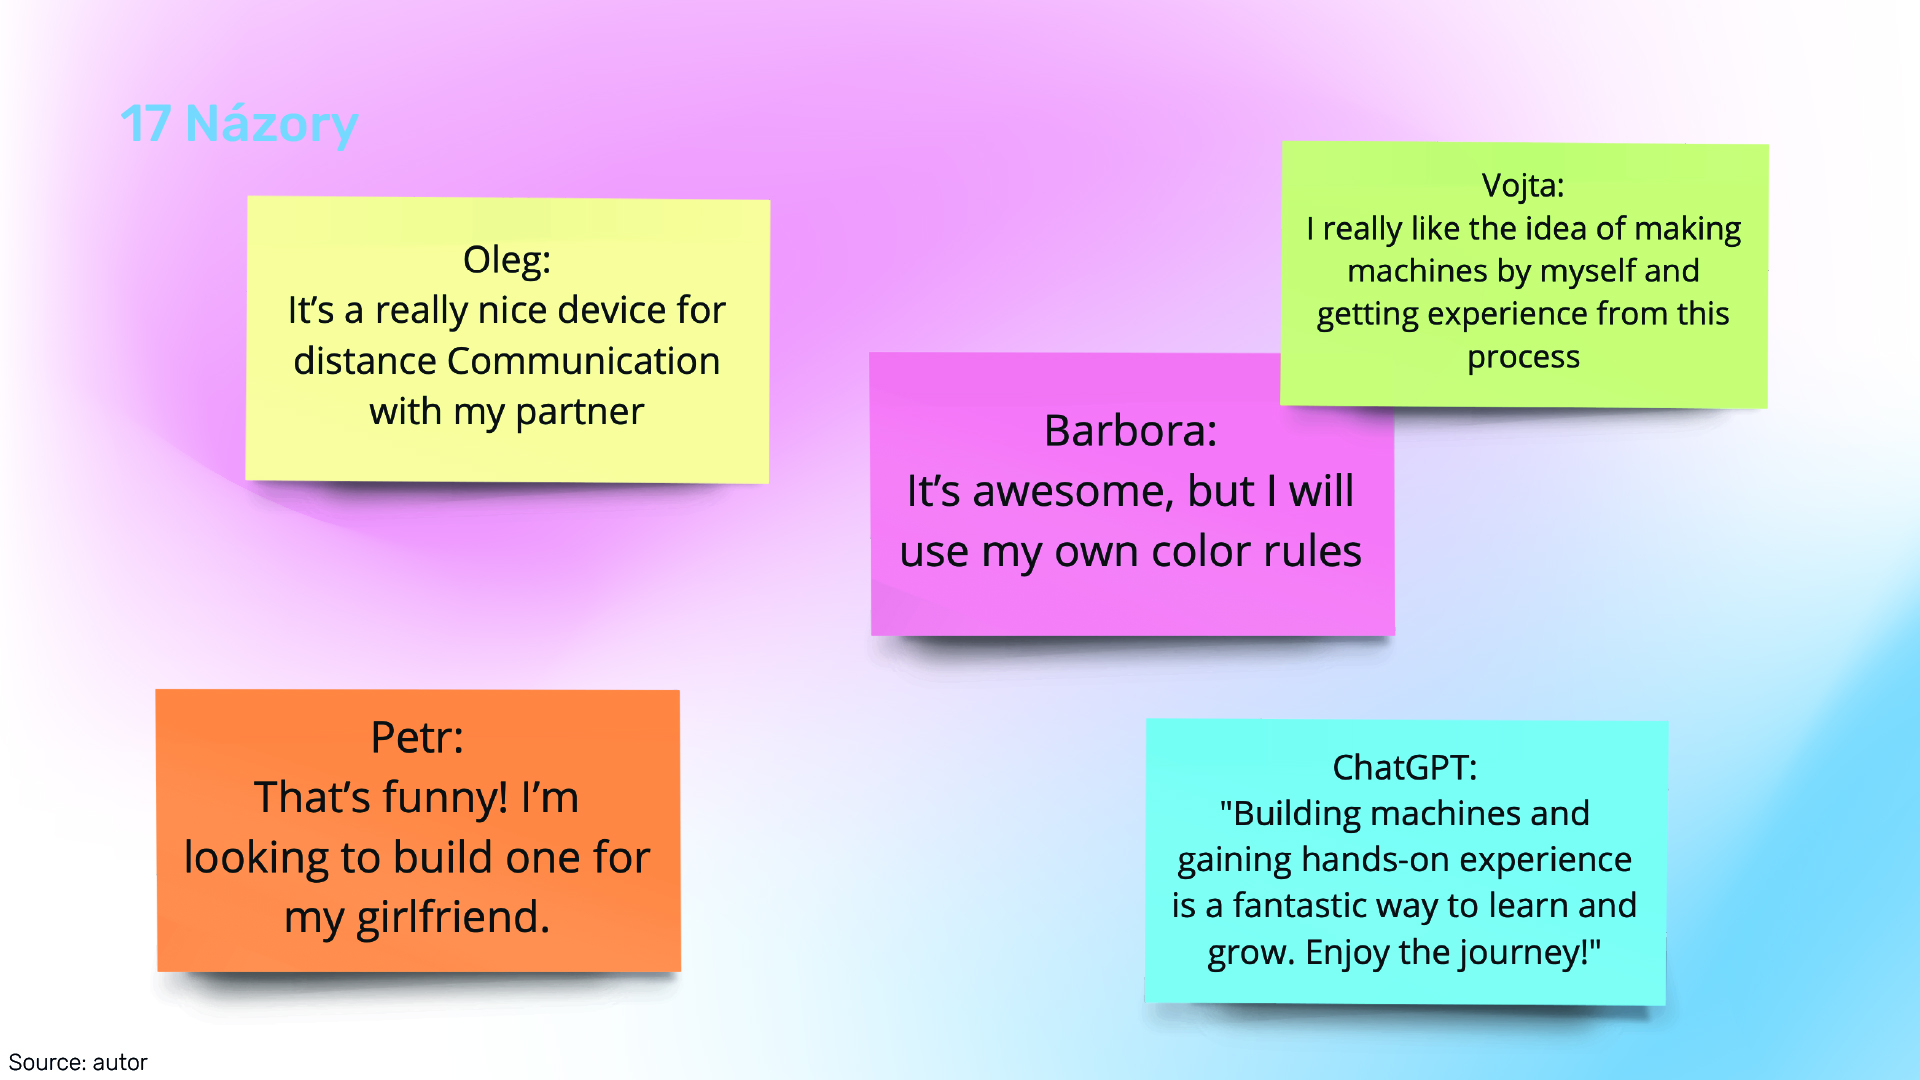 17 Názory
Oleg:
It’s a really nice device for
distance Communication
with my partner
Vojta:
I really like the idea of making
machines by myself and
getting experience from this
process
Barbora:
It’s awesome, but I will
use my own color rules
Petr:
That’s funny! I’m
looking to build one for
my girlfriend.
ChatGPT:
"Building machines and
gaining hands-on experience
is a fantastic way to learn and
grow. Enjoy the journey!"
Source: autor